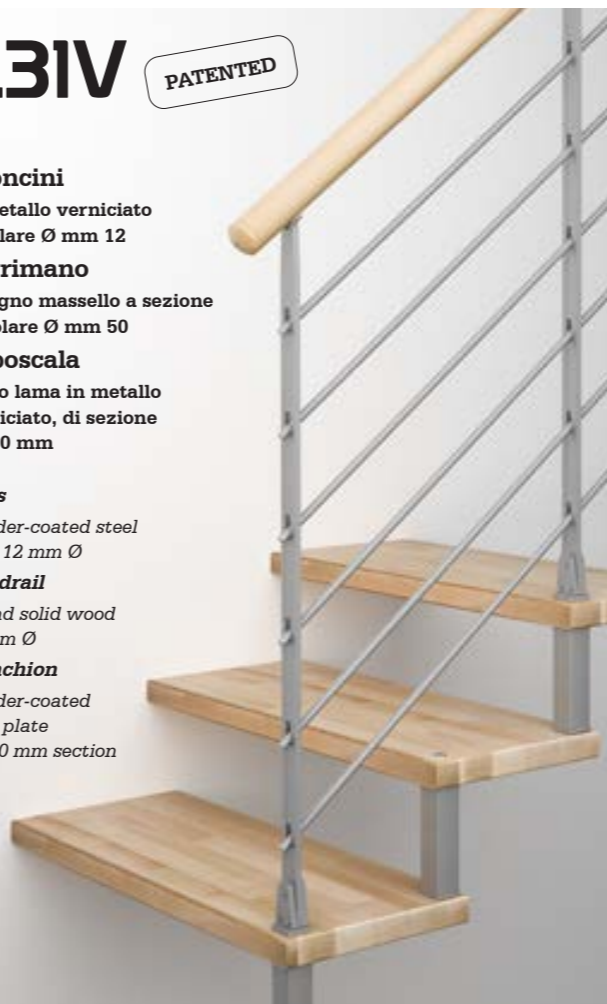 31V
PATENTED
oncini
etallo verniciato
lare Ø mm 12
rimano
gno massello a sezione
olare Ø mm 50
poscala
o lama in metallo
iciato, di sezione
0 mm
s
der-coated steel
12 mm Ø
drail
nd solid wood
m Ø
nchion
der-coated
plate
0 mm section